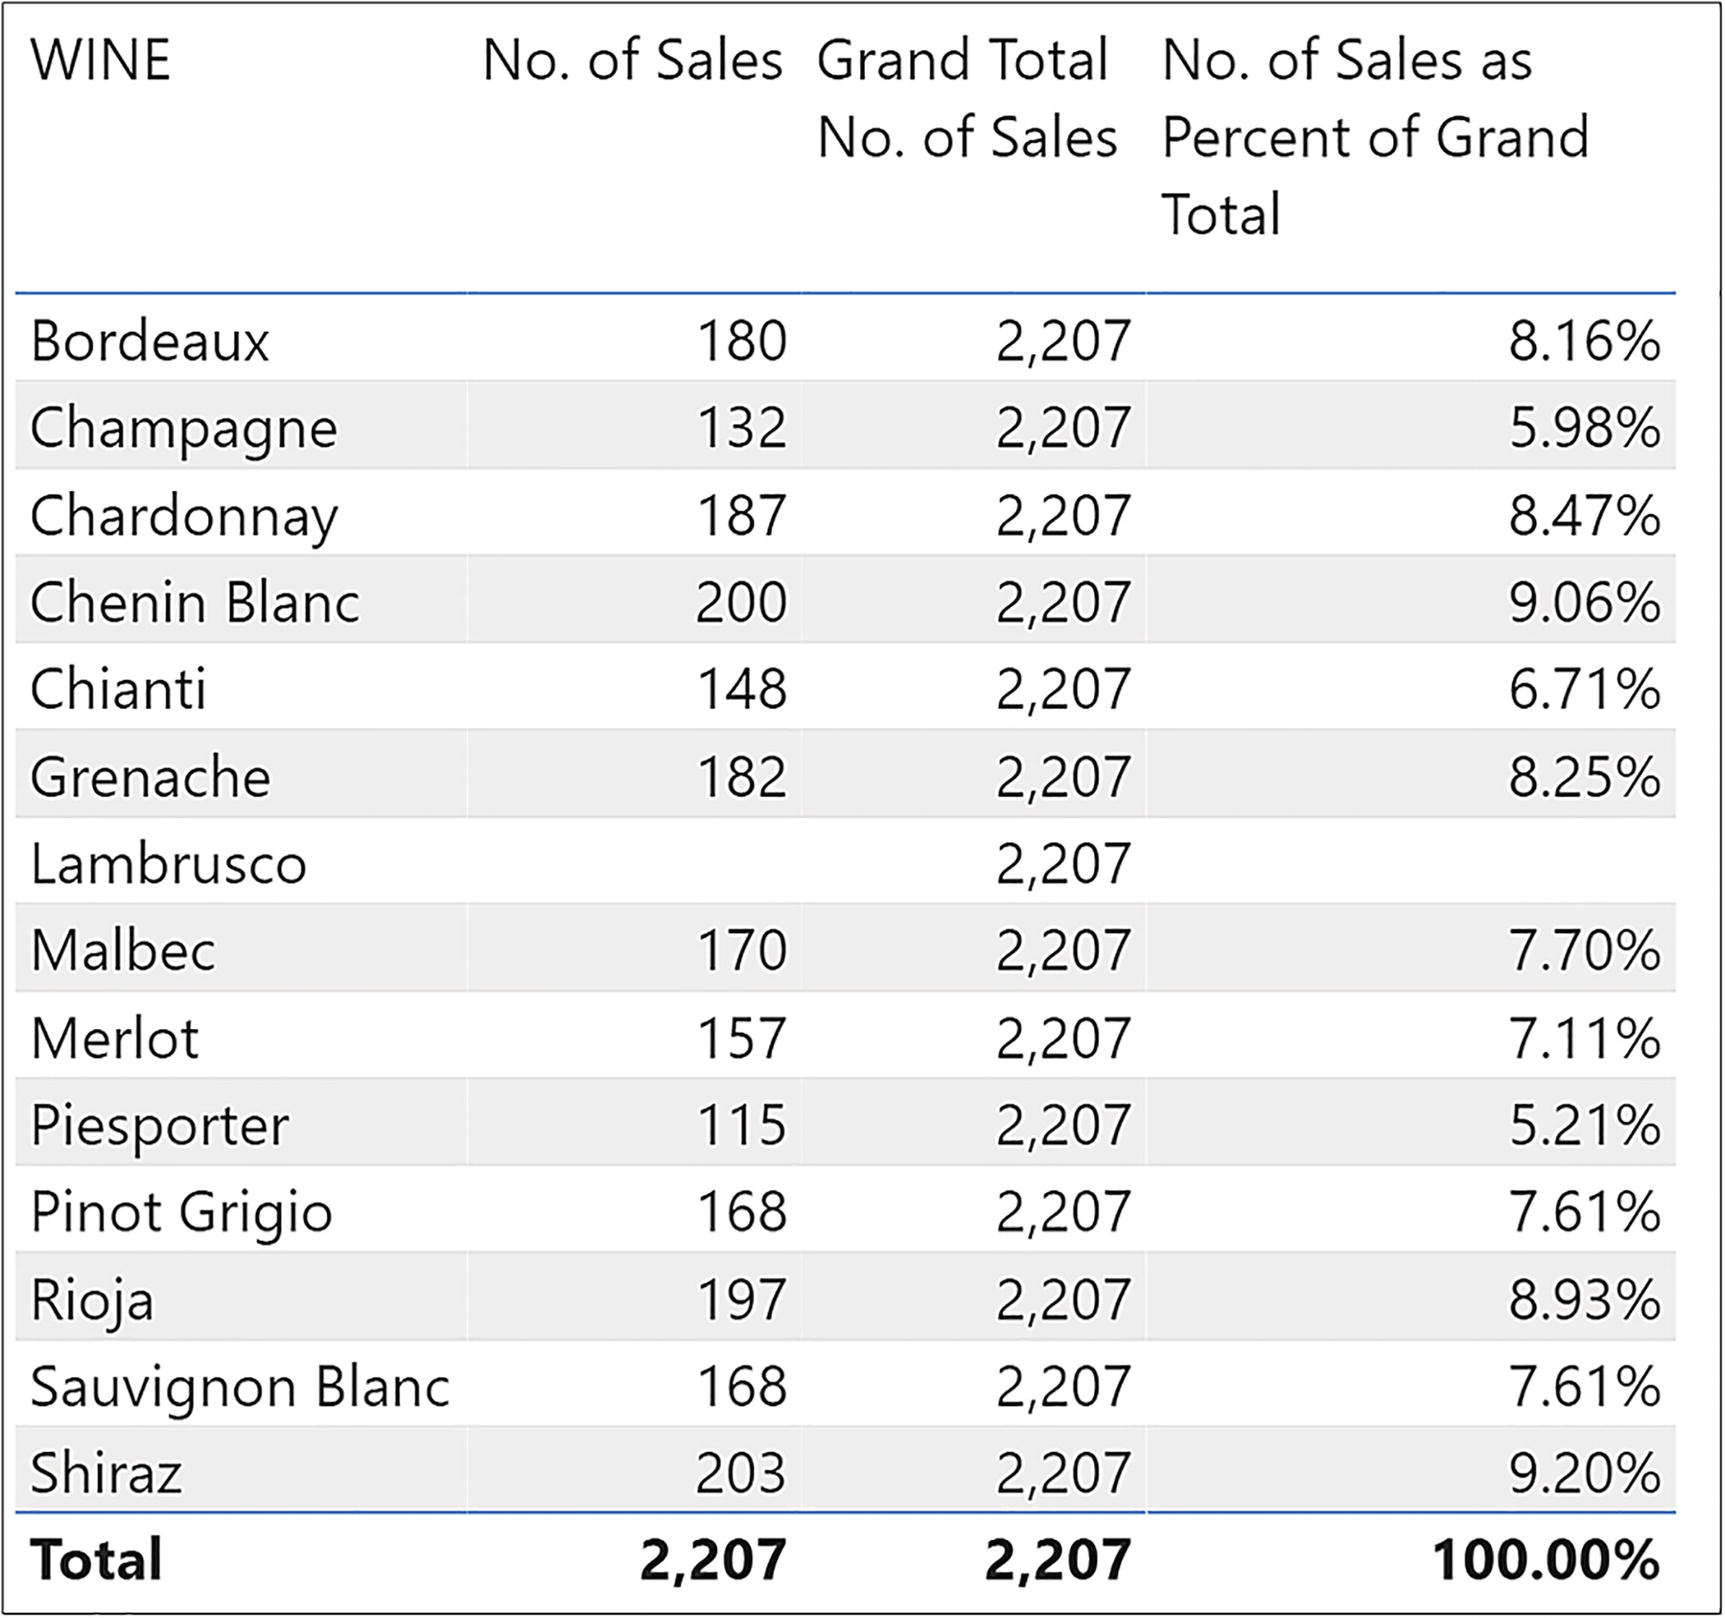 WINE No. of Sales Grand Total No. of Sales as
No. of Sales Percent of Grand
Total
Bordeaux 180 2,207 8.16%
Champagne 132 2,207 5.98%
Chardonnay 187 2,207 8.47%
Chenin Blanc 200 2,207 9.06%
Chianti 148 2,207 6.71%
Grenache 182 2,207 8.25%
Lambrusco 2,207
Malbec 170 2,207 7.70%
Merlot 157 2,207 7.11%
Piesporter 115 2,207 5.21%
Pinot Grigio 168 2,207 7.61%
Rioja 197 2,207 8.93%
Sauvignon Blanc 168 2,207 7.61%
Shiraz 203 2,207 9.20%
Total 2,207 2,207 100.00%